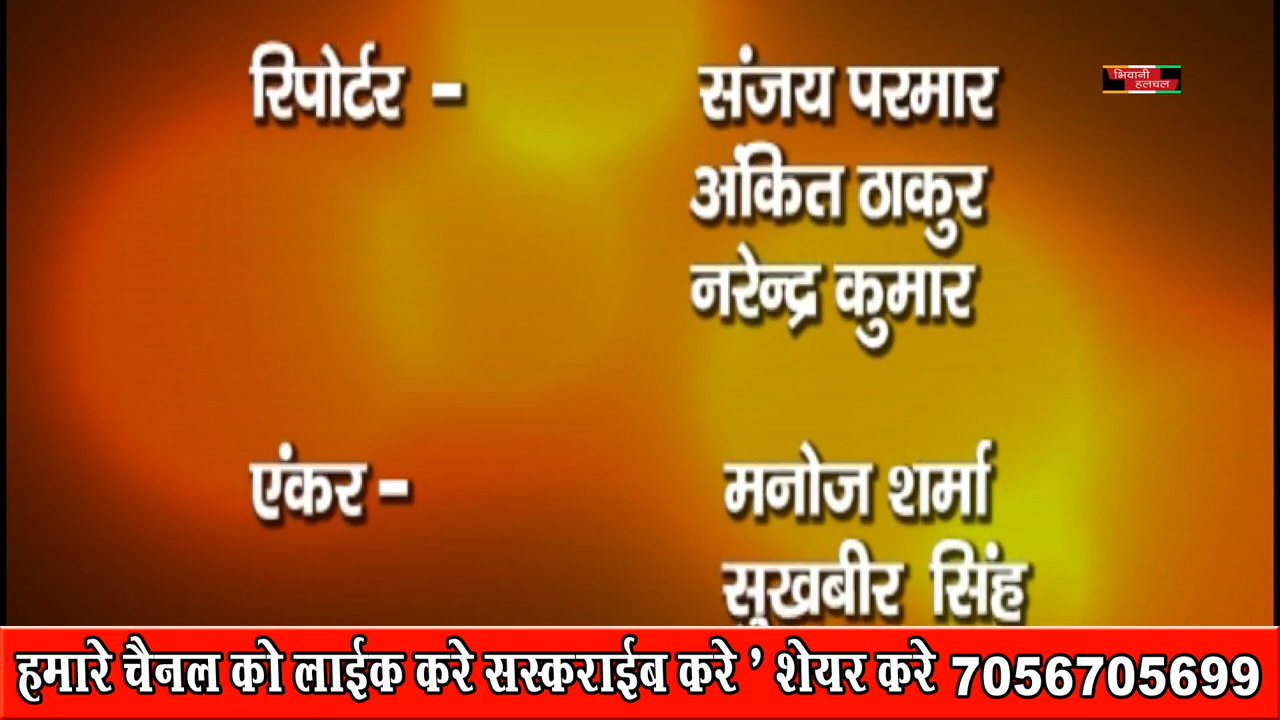 रिपोर्टर - संजय परमार
अंकित ठाकुर
नरेन्द्र कुमार
एंकर - मनोज शर्मा
सुखबीर सिंह
भिवानी
हलचल
हमारे चैनल को लाईक करे सस्कराईब करे ’ शेयर करे 7056705699